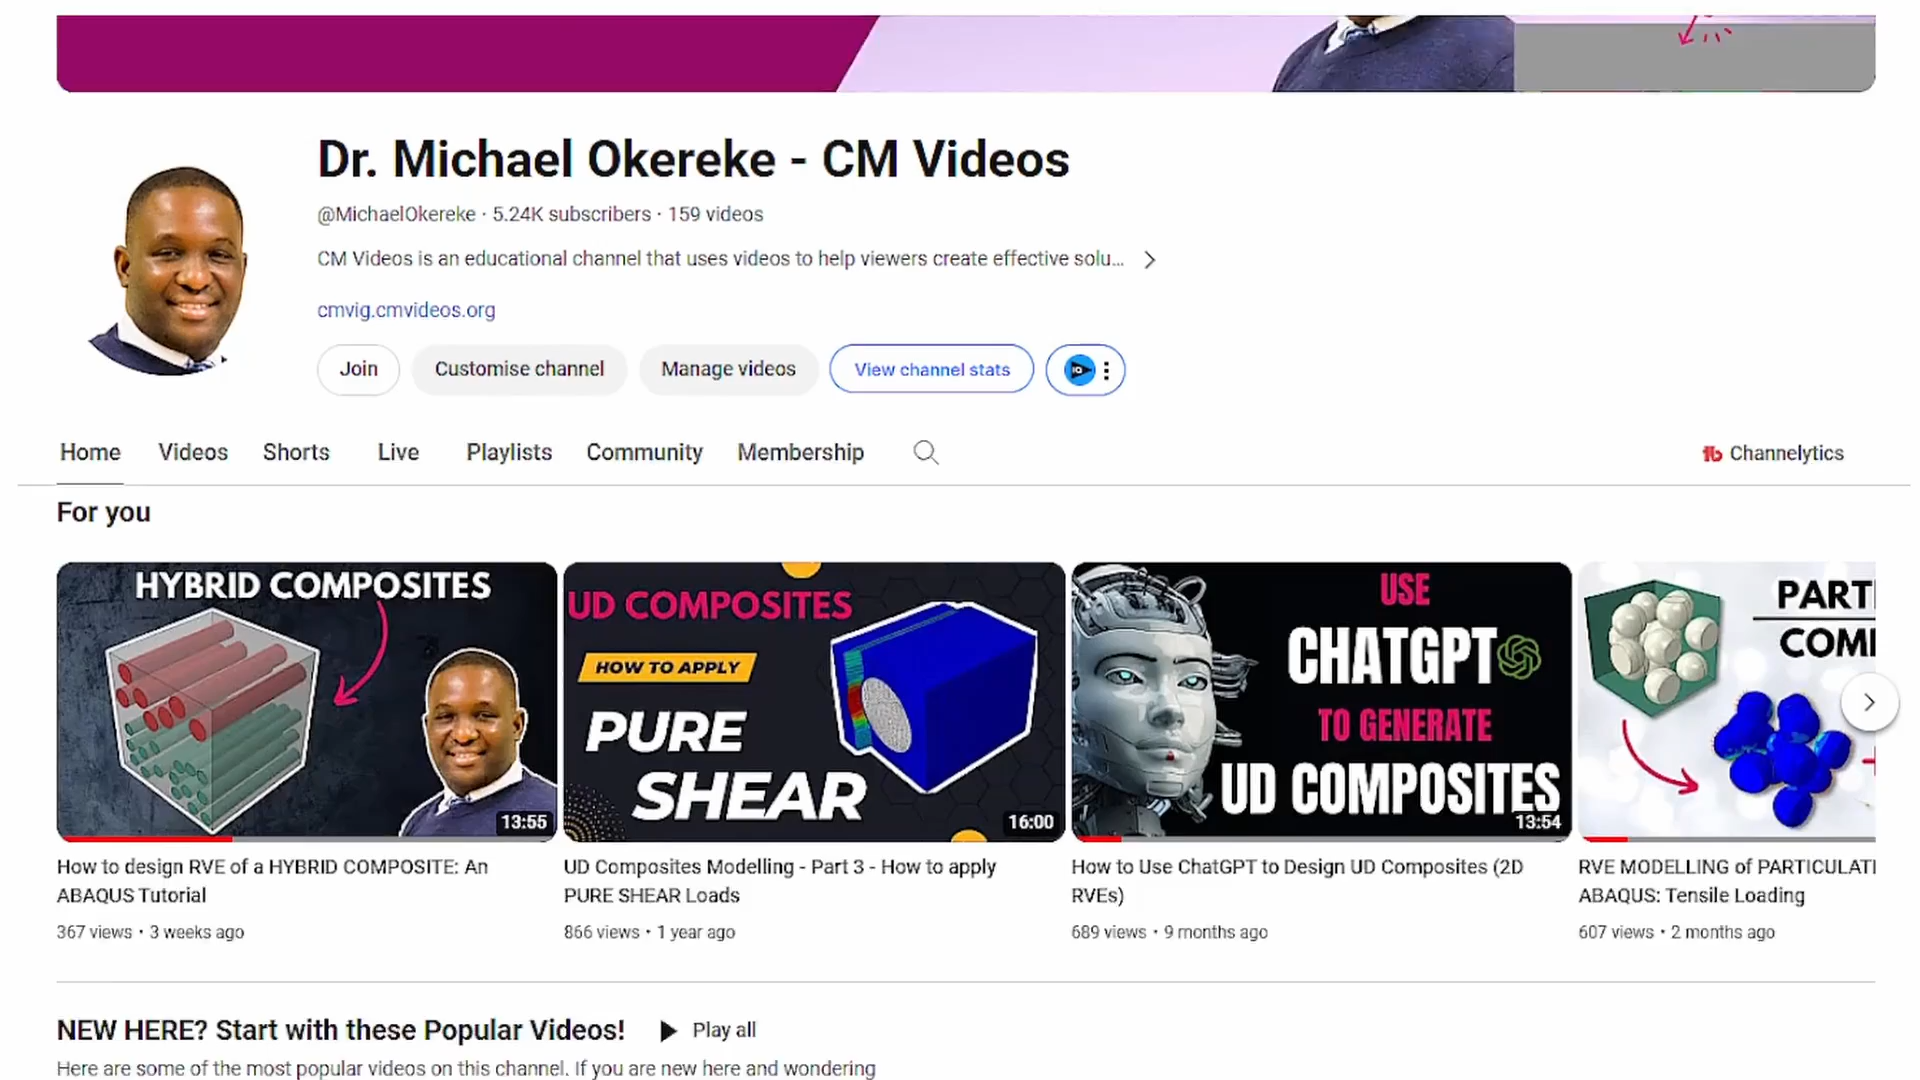 Dr. Michael Okereke - CM Videos
@MichaelOkereke · 5.24K subscribers · 159 videos
CM Videos is an educational channel that uses videos to help viewers create effective solu...
cmvig.cmvideos.org
Join
Customise channel
Manage videos
View channel stats
IQ
Home
Videos
Shorts
Live
Playlists
Community
Membership
Channelytics
For you
HYBRID COMPOSITES
13:55
UD COMPOSITES
HOW TO APPLY
PURE
SHEAR
16:00
USE
CHATGPT
TO GENERATE
UD COMPOSITES
13:54
PARTI
COMI
How to design RVE of a HYBRID COMPOSITE: An
ABAQUS Tutorial
367 views • 3 weeks ago
UD Composites Modelling - Part 3 - How to apply
PURE SHEAR Loads
866 views • 1 year ago
How to Use ChatGPT to Design UD Composites (2D
RVEs)
689 views • 9 months ago
RVE MODELLING of PARTICULATI
ABAQUS: Tensile Loading
607 views • 2 months ago
NEW HERE? Start with these Popular Videos!
Play all
Here are some of the most popular videos on this channel. If you are new here and wondering